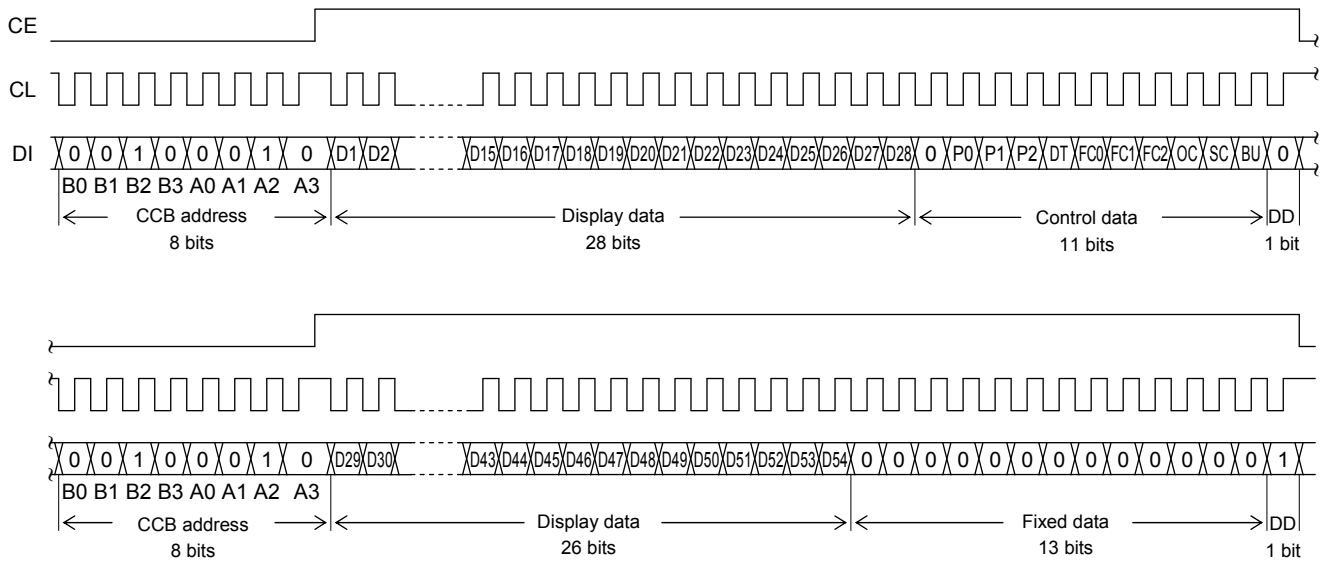 CE
CL
DI 0 0 1 0 0 0 1 0 D1 D2 D15 D16 D17 D18 D19 D20 D21 D22 D23 D24 D25 D26 D27 D28 0 P0 P1 P2 DT FC0 FC1 FC2 OC SC BU 0
B0 B1 B2 B3 A0 A1 A2 A3
CCB address Display data Control data DD
8 bits 28 bits 11 bits 1 bit
0 0 1 0 0 0 1 0 D29 D30 D43 D44 D45 D46 D47 D48 D49 D50 D51 D52 D53 D54 0 0 0 0 0 0 0 0 0 0 0 0 0 1
B0 B1 B2 B3 A0 A1 A2 A3
CCB address Display data Fixed data DD
8 bits 26 bits 13 bits 1 bit